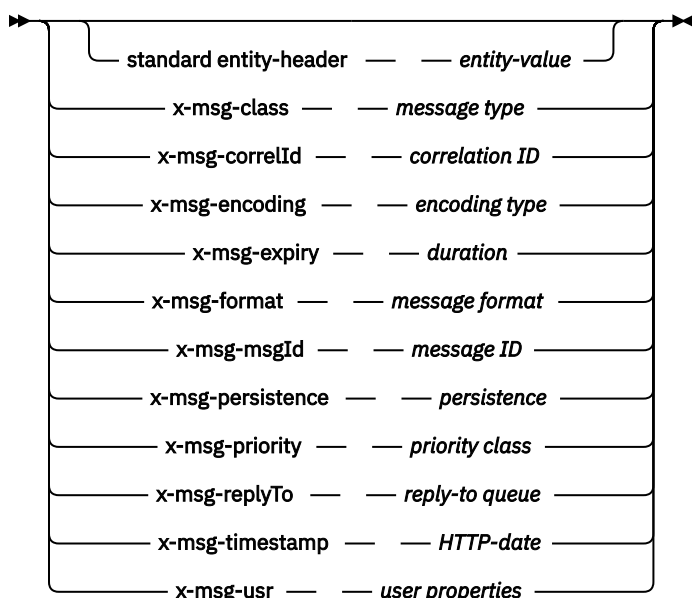 standard entity-header — — entity-value
x-msg-class — — message type
x-msg-correlId — — correlation ID
x-msg-encoding — — encoding type
x-msg-expiry — — duration
x-msg-format — — message format
x-msg-msgId — — message ID
x-msg-persistence — — persistence
x-msg-priority — — priority class
x-msg-replyTo — — reply-to queue
x-msg-timestamp — — HTTP-date
x-msg-usr — — user properties